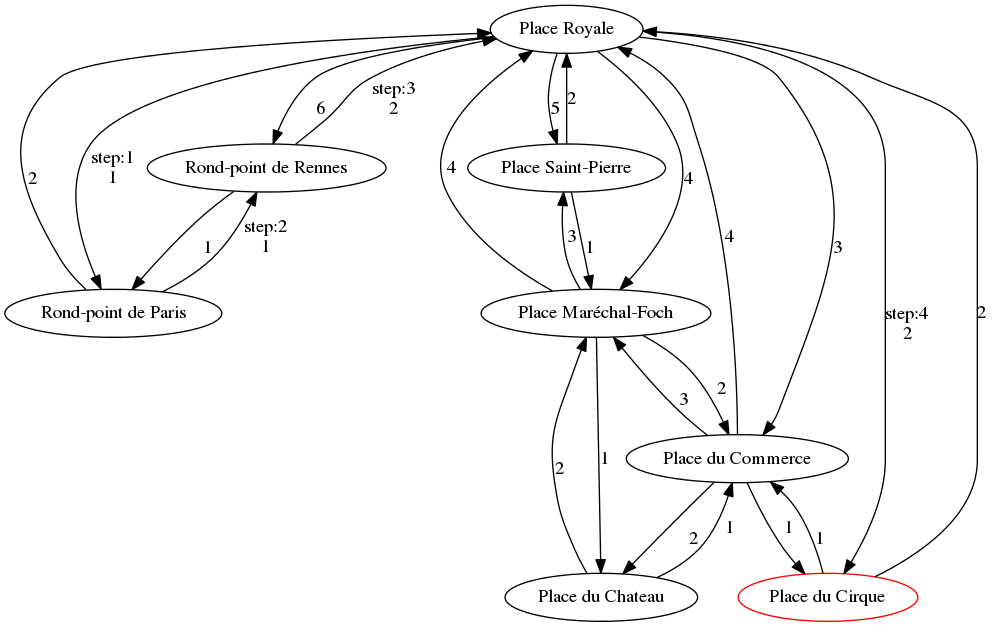 Place Royale
step:3
2
6
5
2
step:1
1
Rond-point de Rennes
Place Saint-Pierre
2
4
4
1
step:2
1
3
1
4
3
Rond-point de Paris
Place Maréchal-Foch
step:4
2
2
3
2
Place du Commerce
2
1
2
1
1
1
Place du Chateau
Place du Cirque